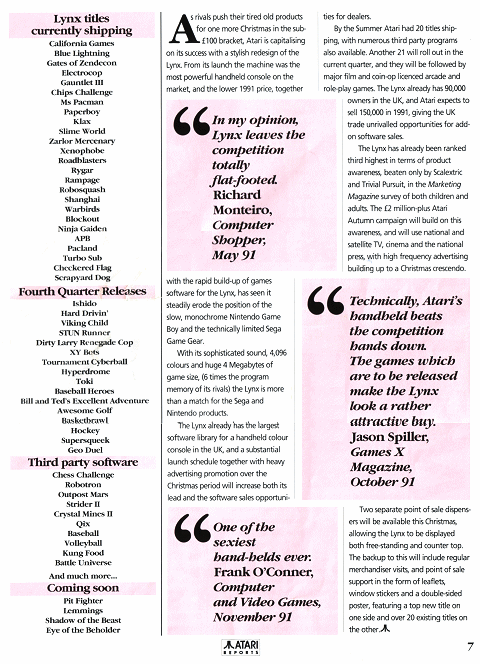 Lynx titles
currently shipping
California Games
Blue Lightning
Gates of Zendecon
Electrocop
Gauntlet III
Chips Challenge
Ms Pacman
Paperboy
Klax
Slime World
Zarlor Mercenary
Xenophobe
Roadblasters
Rygar
Rampage
Robosquash
Shanghai
Warbirds
Blockout
Ninja Gaiden
APB
Pacland
Turbo Sub
Checkered Flag
Scrapyard Dog
Fourth Quarter Releases
Ishido
Hard Drivin'
Viking Child
STUN Runner
Dirty Larry Renegade Cop
XY Bots
Tournament Cyberball
Hyperdrome
Toki
Baseball Heroes
Bill and Ted's Excellent Adventure
Awesome Golf
Basketbrawl
Hockey
Supersqueek
Geo Duel
Third party software
Chess Challenge
Robotron
Outpost Mars
Strider II
Crystal Mines II
Qix
Baseball
Volleyball
Kung Food
Battle Universe
And much more...
Coming soon
Pit Fighter
Lemmings
Shadow of the Beast
Eye of the Beholder
As rivals push their tired old products
for one more Christmas in the sub-
£100 bracket, Atari is capitalising
on its success with a stylish redesign of the
Lynx. From its launch the machine was the
most powerful handheld console on the
market, and the lower 1991 price, together
“In my opinion,
Lynx leaves the
competition
totally
flat-footed.
Richard
Monteiro,
Computer
Shopper,
May 91
with the rapid build-up of games
software for the Lynx, has seen it
steadily erode the position of the
slow, monochrome Nintendo Game
Boy and the technically limited Sega
Game Gear.
With its sophisticated sound, 4,096
colours and huge 4 Megabytes of
game size, (6 times the program
memory of its rivals) the Lynx is more
than a match for the Sega and
Nintendo products.
The Lynx already has the largest
software library for a handheld colour
console in the UK, and a substantial
launch schedule together with heavy
advertising promotion over the
Christmas period will increase both its
lead and the software sales opportuni-
“One of the
sexiest
hand-helds ever.
Frank O'Conner,
Computer
and Video Games,
November 91
ties for dealers.
By the Summer Atari had 20 titles ship-
ping, with numerous third party programs
also available. Another 21 will roll out in the
current quarter, and they will be followed by
major film and coin-op licenced arcade and
role-play games. The Lynx already has 90,000
owners in the UK, and Atari expects to
sell 150,000 in 1991, giving the UK
trade unrivalled opportunities for add-
on software sales.
The Lynx has already been ranked
third highest in terms of product
awareness, beaten only by Scalextric
and Trivial Pursuit, in the Marketing
Magazine survey of both children and
adults. The £2 million-plus Atari
Autumn campaign will build on this
awareness, and will use national and
satellite TV, cinema and the national
press, with high frequency advertising
building up to a Christmas crescendo.
“Technically, Atari's
handheld beats
the competition
hands down.
The games which
are to be released
make the Lynx
look a rather
attractive buy.
Jason Spiller,
Games X
Magazine,
October 91
Two separate point of sale dispens-
ers will be available this Christmas,
allowing the Lynx to be displayed
both free-standing and counter top.
The backup to this will include regular
merchandiser visits, and point of sale
support in the form of leaflets,
window stickers and a double-sided
poster, featuring a top new title on
one side and over 20 existing titles on
the other.
ATARI
REPORTS
7